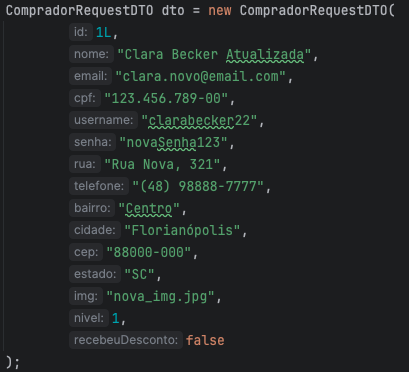 CompradorRequestDTO dto = new CompradorRequestDTO(
id: 1L,
nome: "Clara Becker Atualizada",
email: "clara.novo@email.com",
cpf: "123.456.789-00",
username: "clarabecker22",
senha: "novaSenha123",
rua: "Rua Nova, 321",
telefone: "(48) 98888-7777",
bairro: "Centro",
cidade: "Florianópolis",
cep: "88000-000",
estado: "SC",
img: "nova_img.jpg",
nivel: 1,
recebeuDesconto: false
);